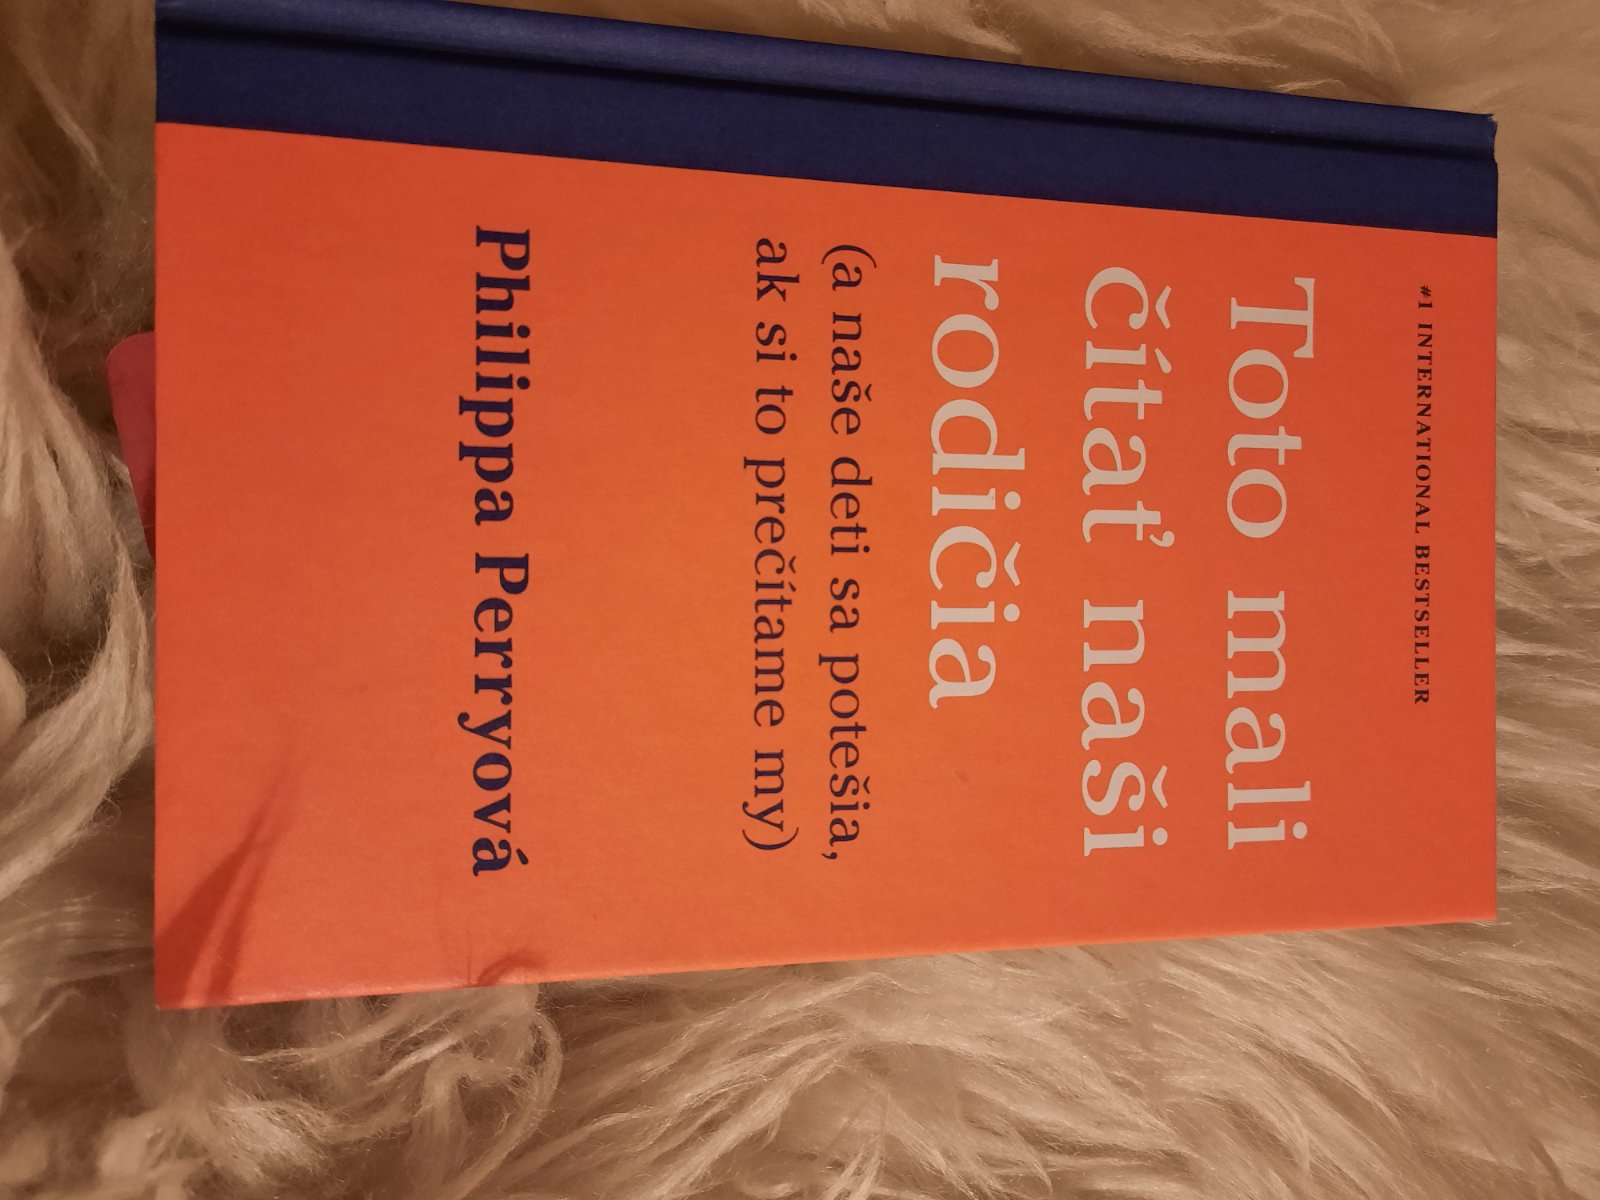 #1 INTERNATIONAL BESTSELLER
Toto mali
čítať naši
rodičia
(a naše deti sa potešia,
ak si to prečítame my)
Philippa Perryová